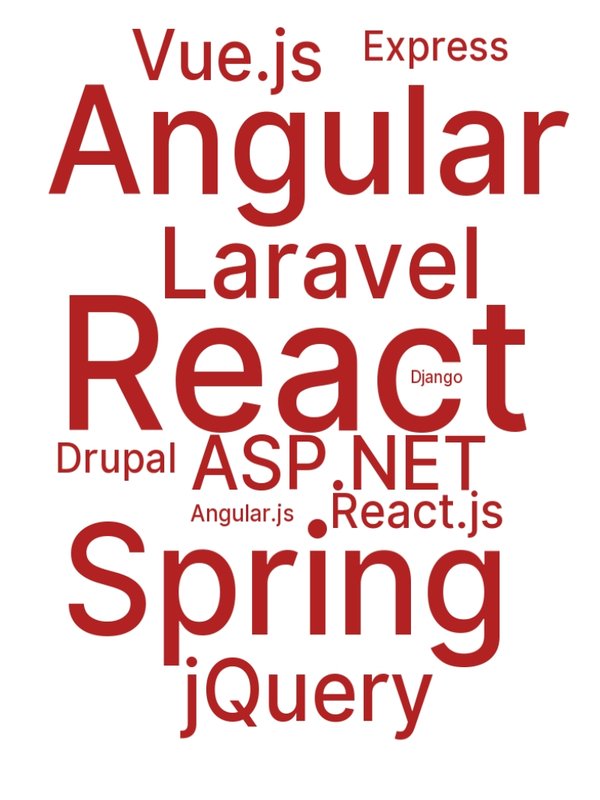 Vue.js Express
Angular
Laravel
React
Django
Drupal ASP.NET
Angular.js React.js
Spring
jQuery